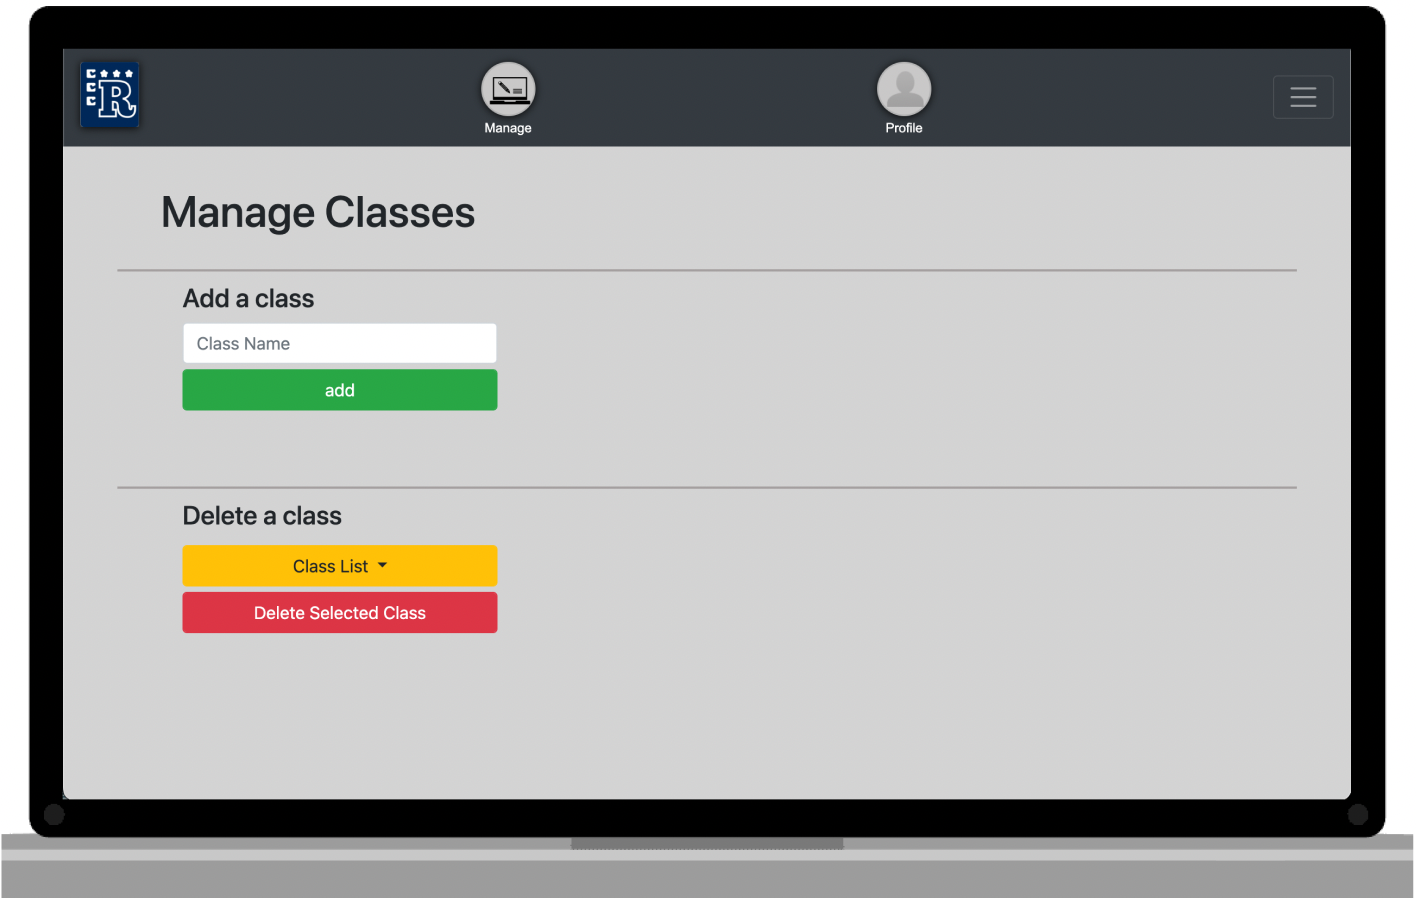 E
C
E
R
Manage
Profile
Manage Classes
Add a class
Class Name
add
Delete a class
Class List
Delete Selected Class